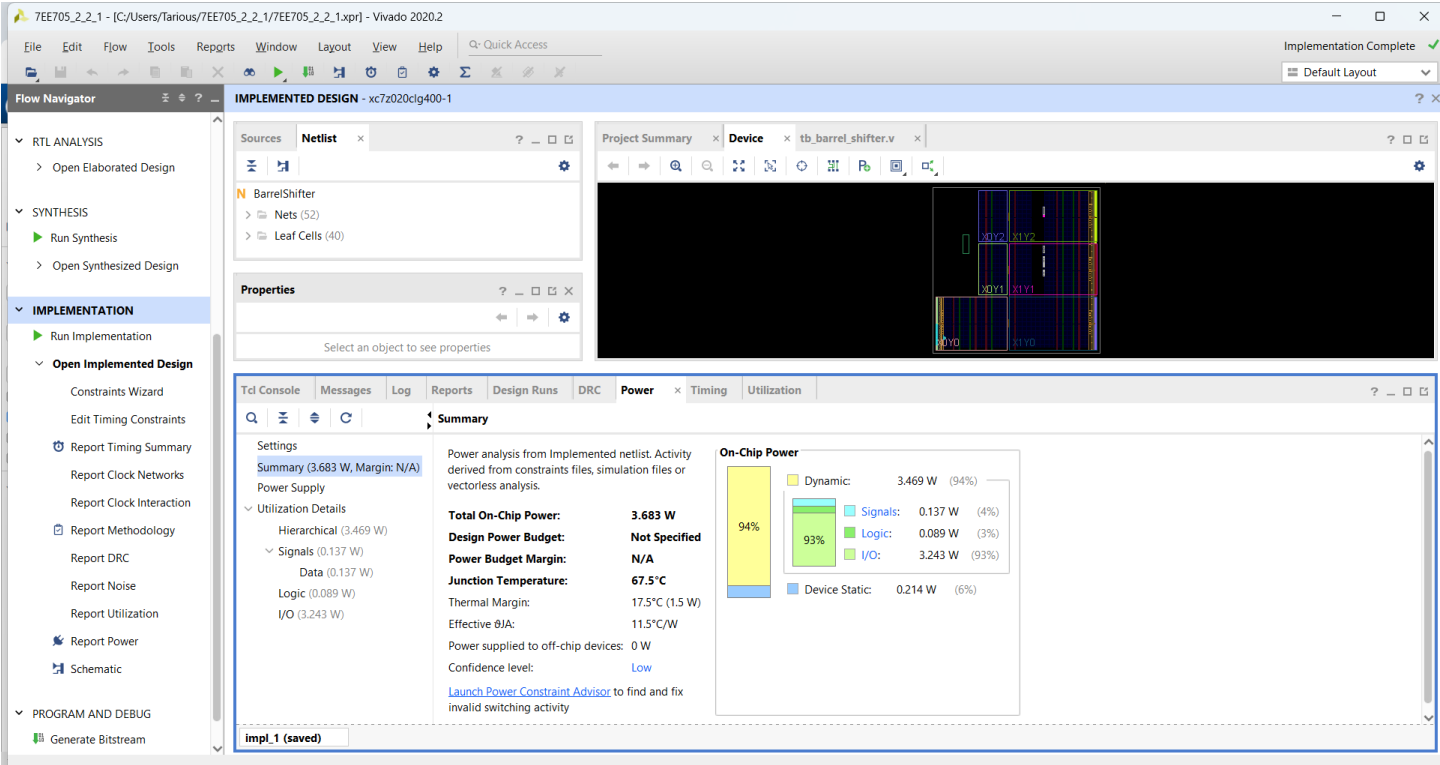 7EE705_2_2_1 - [C:/Users/Tarious/7EE705_2_2_1/7EE705_2_2_1.xpr] - Vivado 2020.2
File Edit Flow Tools Reports Window Layout View Help Quick Access
Implementation Complete
Default Layout
Flow Navigator
RTL ANALYSIS
Open Elaborated Design
SYNTHESIS
Run Synthesis
Open Synthesized Design
IMPLEMENTATION
Run Implementation
Open Implemented Design
Constraints Wizard
Edit Timing Constraints
Report Timing Summary
Report Clock Networks
Report Clock Interaction
Report Methodology
Report DRC
Report Noise
Report Utilization
Report Power
Schematic
PROGRAM AND DEBUG
Generate Bitstream
IMPLEMENTED DESIGN - xc7z020clg400-1
Sources Netlist
N BarrelShifter
Nets (52)
Leaf Cells (40)
Properties
Select an object to see properties
Project Summary Device tb_barrel_shifter.v
X0Y2 X1Y2
X0Y1 X1Y1
X0Y0 X1Y0
Tcl Console Messages Log Reports Design Runs DRC Power Timing Utilization
Summary
Settings
Summary (3.683 W, Margin: N/A)
Power Supply
Utilization Details
Hierarchical (3.469 W)
Signals (0.137 W)
Data (0.137 W)
Logic (0.089 W)
I/O (3.243 W)
Power analysis from Implemented netlist. Activity
derived from constraints files, simulation files or
vectorless analysis.
Total On-Chip Power: 3.683 W
Design Power Budget: Not Specified
Power Budget Margin: N/A
Junction Temperature: 67.5°C
Thermal Margin: 17.5°C (1.5 W)
Effective ϑJA: 11.5°C/W
Power supplied to off-chip devices: 0 W
Confidence level: Low
Launch Power Constraint Advisor to find and fix
invalid switching activity
On-Chip Power
94%
Dynamic: 3.469 W (94%)
93%
Signals: 0.137 W (4%)
Logic: 0.089 W (3%)
I/O: 3.243 W (93%)
Device Static: 0.214 W (6%)
impl_1 (saved)